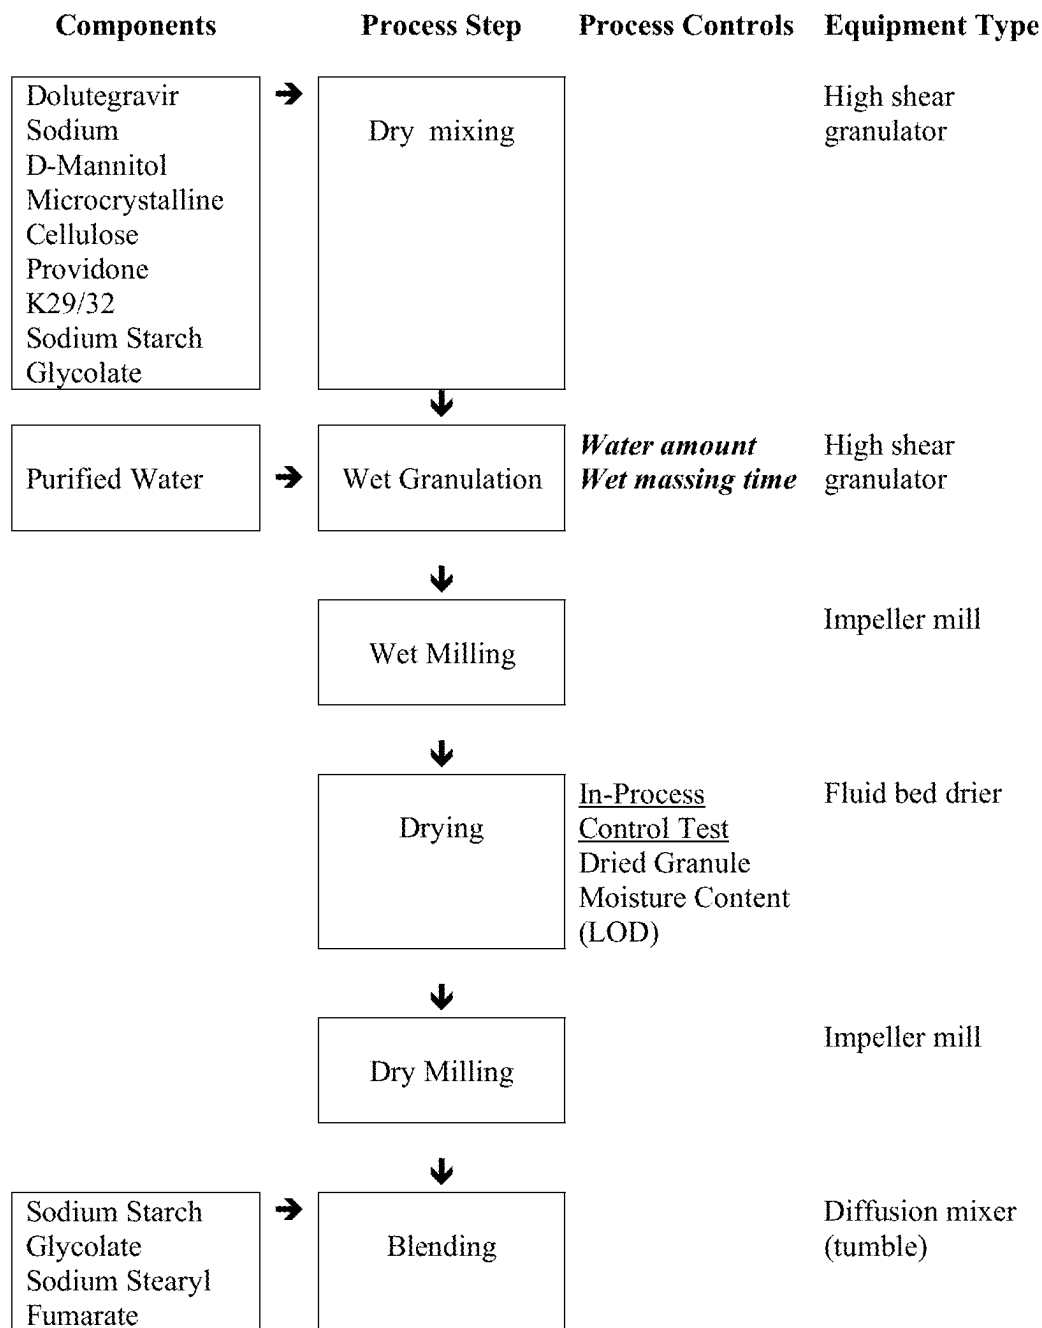 Components Process Step Process Controls Equipment Type
Dolutegravir
Sodium
D-Mannitol
Microcrystalline
Cellulose
Providone
K29/32
Sodium Starch
Glycolate
Dry mixing
High shear
granulator
Purified Water
Wet Granulation
Water amount
Wet massing time
High shear
granulator
Wet Milling
Impeller mill
Drying
In-Process
Control Test
Dried Granule
Moisture Content
(LOD)
Fluid bed drier
Dry Milling
Impeller mill
Sodium Starch
Glycolate
Sodium Stearyl
Fumarate
Blending
Diffusion mixer
(tumble)